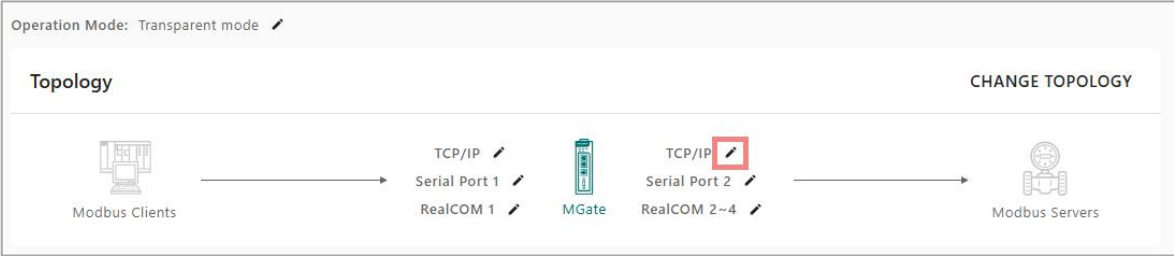 Operation Mode: Transparent mode
Topology CHANGE TOPOLOGY
TCP/IP TCP/IP
Serial Port 1 Serial Port 2
Modbus Clients RealCOM 1 MGate RealCOM 2~4 Modbus Servers